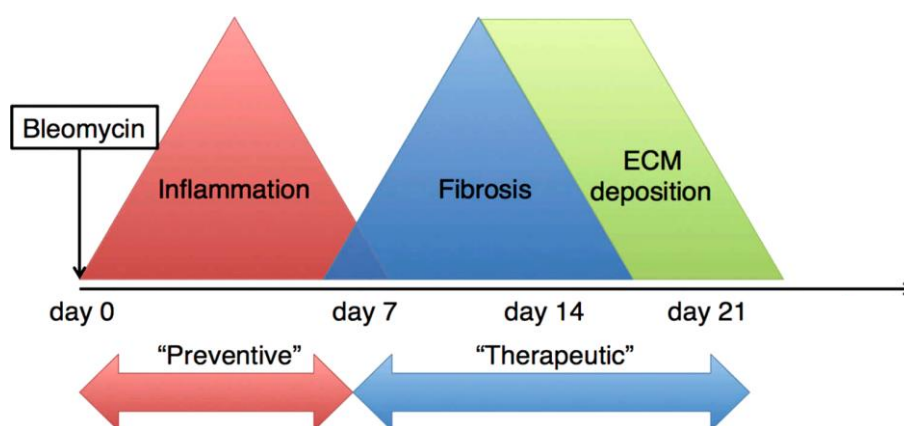 Bleomycin
Inflammation
Fibrosis
ECM
deposition
day 0
day 7
day 14
day 21
“Preventive”
“Therapeutic”